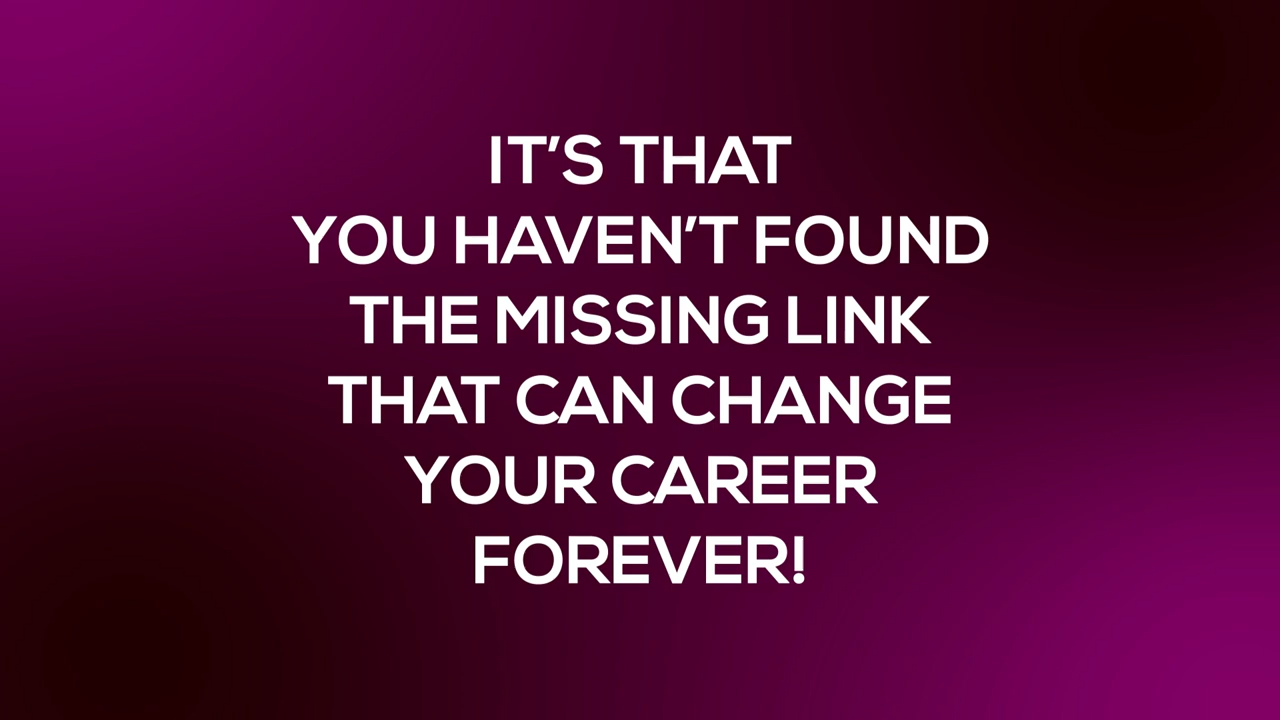 IT'S THAT
YOU HAVEN'T FOUND
THE MISSING LINK
THAT CAN CHANGE
YOUR CAREER
FOREVER!